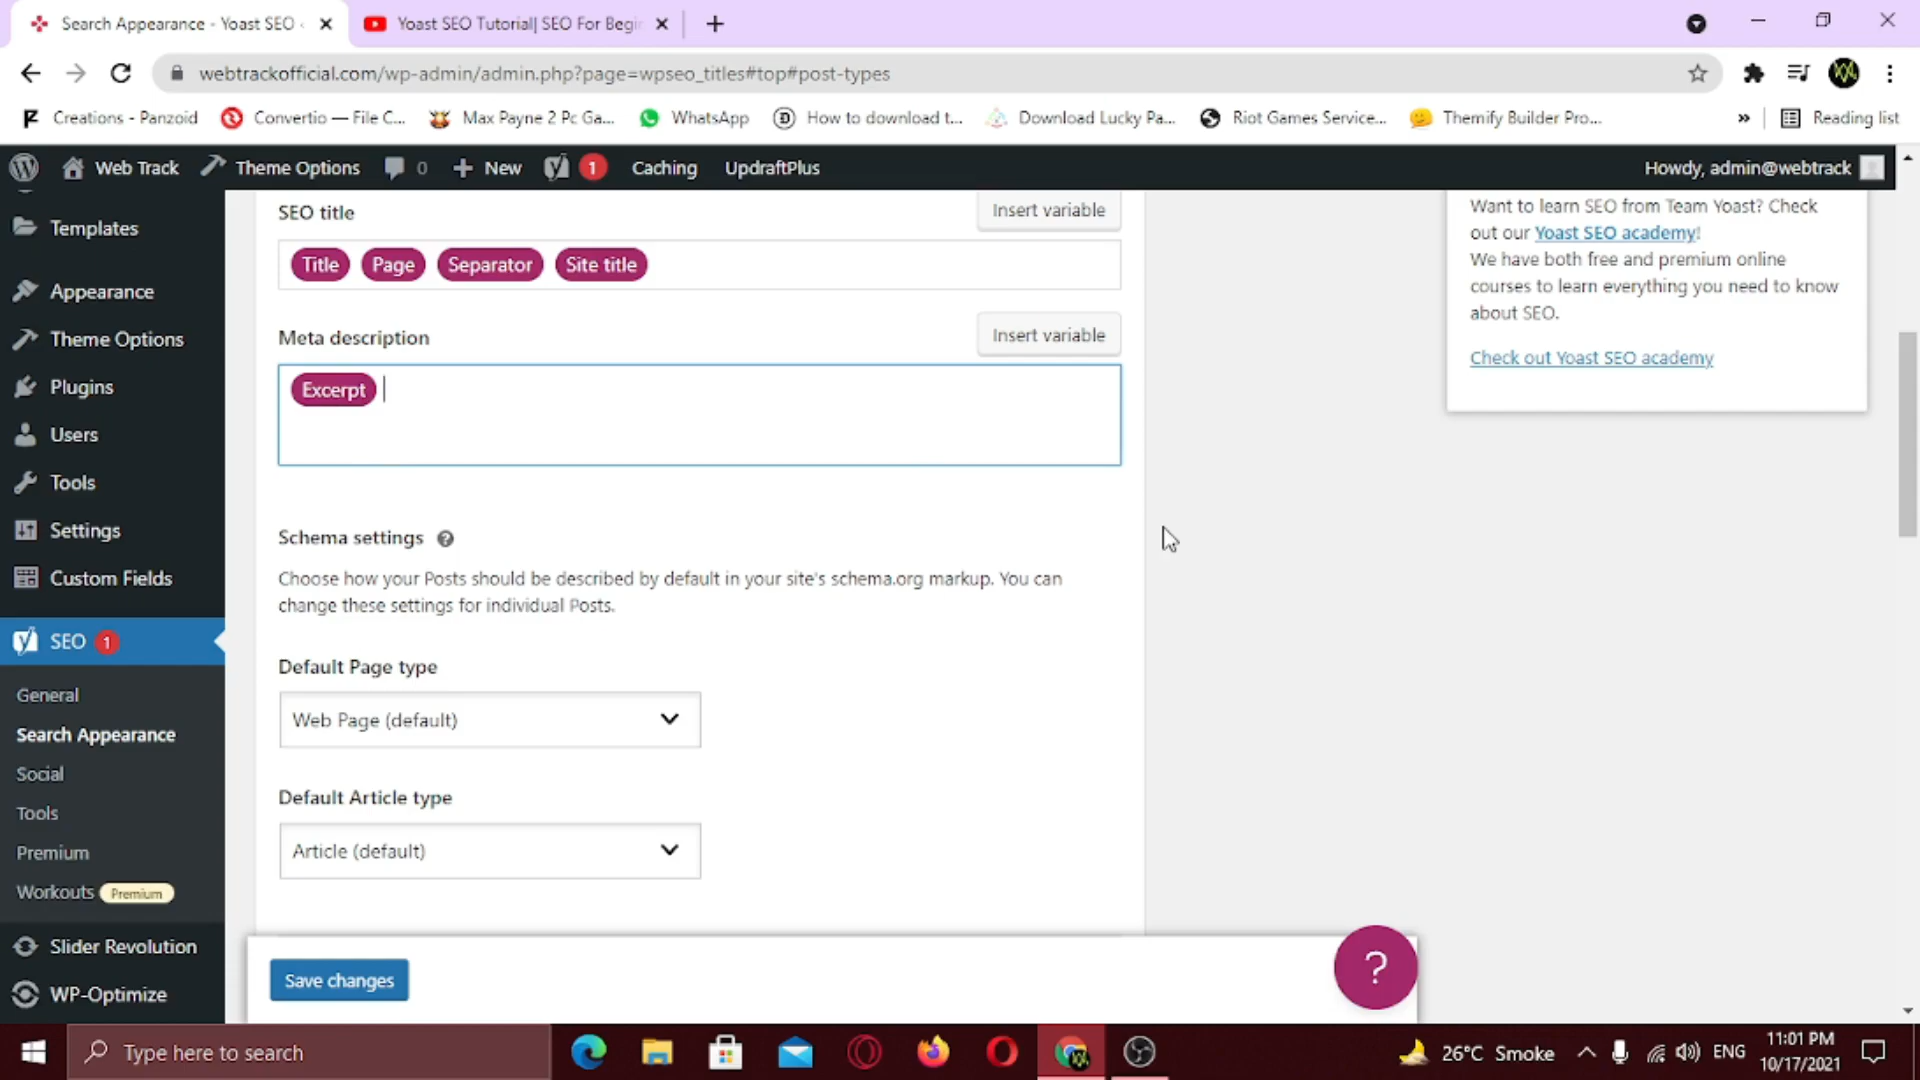 Search Appearance - Yoast SEO
Yoast SEO Tutorial| SEO For Begi
webtrackofficial.com/wp-admin/admin.php?page=wpseo_titles#top#post-types
Creations - Panzoid
Convertio — File C...
Max Payne 2 Pc Ga...
WhatsApp
How to download t...
Download Lucky Pa...
Riot Games Service...
Themify Builder Pro...
»
Reading list
Web Track
Theme Options
0
New
1
Caching
UpdraftPlus
Howdy, admin@webtrack
Templates
Appearance
Theme Options
Plugins
Users
Tools
Settings
Custom Fields
SEO 1
General
Search Appearance
Social
Tools
Premium
Workouts Premium
Slider Revolution
WP-Optimize
SEO title
Insert variable
Title Page Separator Site title
Meta description
Insert variable
Excerpt
Schema settings ?
Choose how your Posts should be described by default in your site's schema.org markup. You can
change these settings for individual Posts.
Default Page type
Web Page (default)
Default Article type
Article (default)
Save changes
?
Want to learn SEO from Team Yoast? Check
out our Yoast SEO academy!
We have both free and premium online
courses to learn everything you need to know
about SEO.
Check out Yoast SEO academy
Type here to search
26°C Smoke
ENG
11:01 PM
10/17/2021